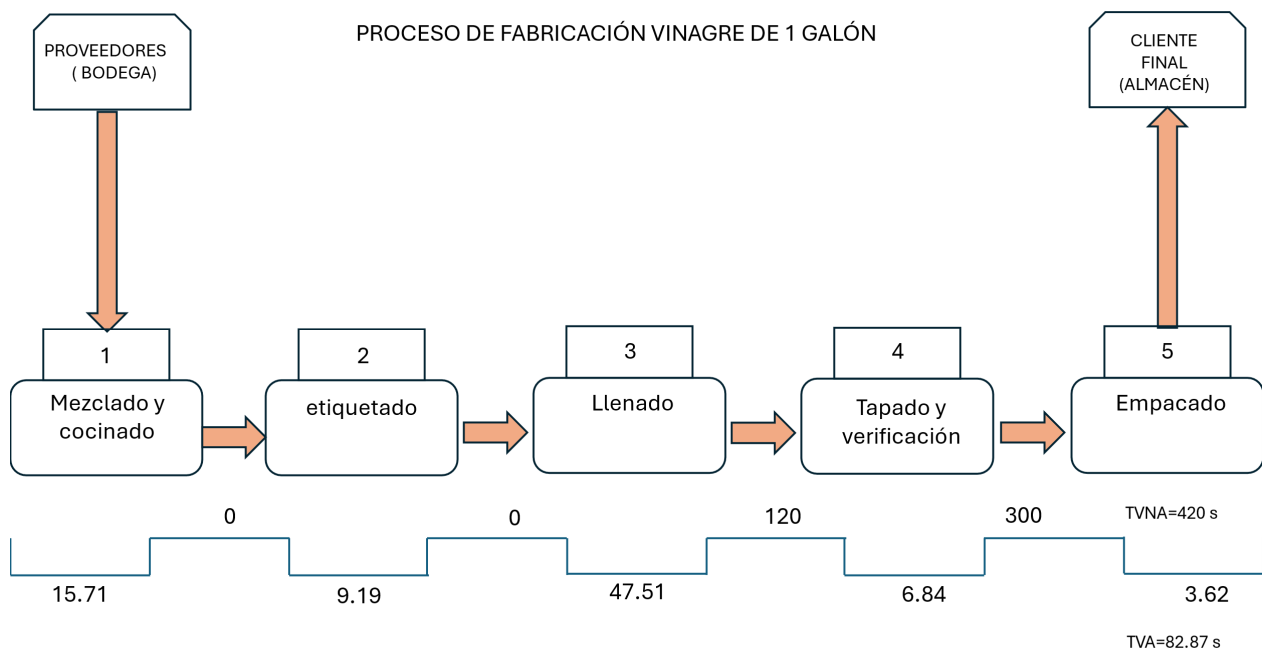 PROCESO DE FABRICACIÓN VINAGRE DE 1 GALÓN
PROVEEDORES
( BODEGA)
CLIENTE
FINAL
(ALMACÉN)
1
Mezclado y
cocinado
2
etiquetado
3
Llenado
4
Tapado y
verificación
5
Empacado
0
0
120
300
TVNA=420 s
15.71
9.19
47.51
6.84
3.62
TVA=82.87 s